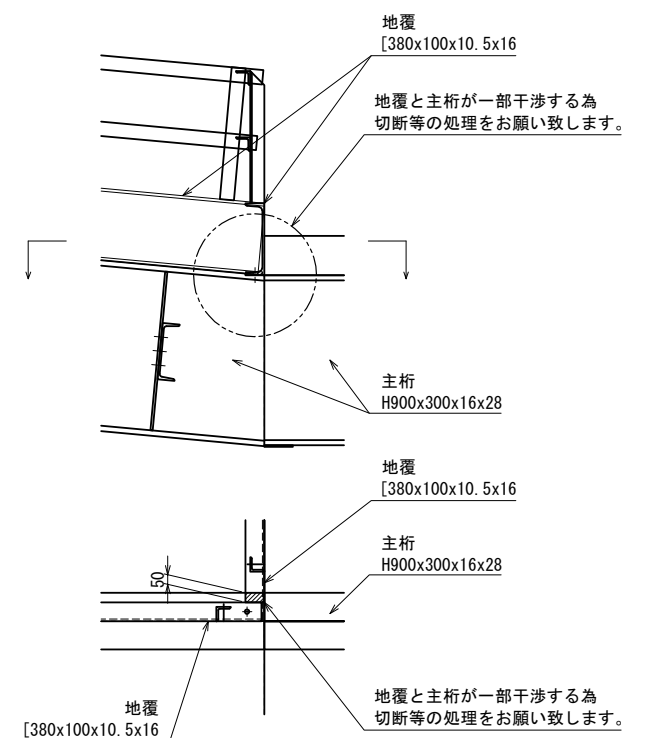 地覆
[380x100x10.5x16
地覆と主桁が一部干渉する為
切断等の処理をお願い致します。
主桁
H900x300x16x28
地覆
[380x100x10.5x16
主桁
H900x300x16x28
50
地覆と主桁が一部干渉する為
切断等の処理をお願い致します。
地覆
[380x100x10.5x16